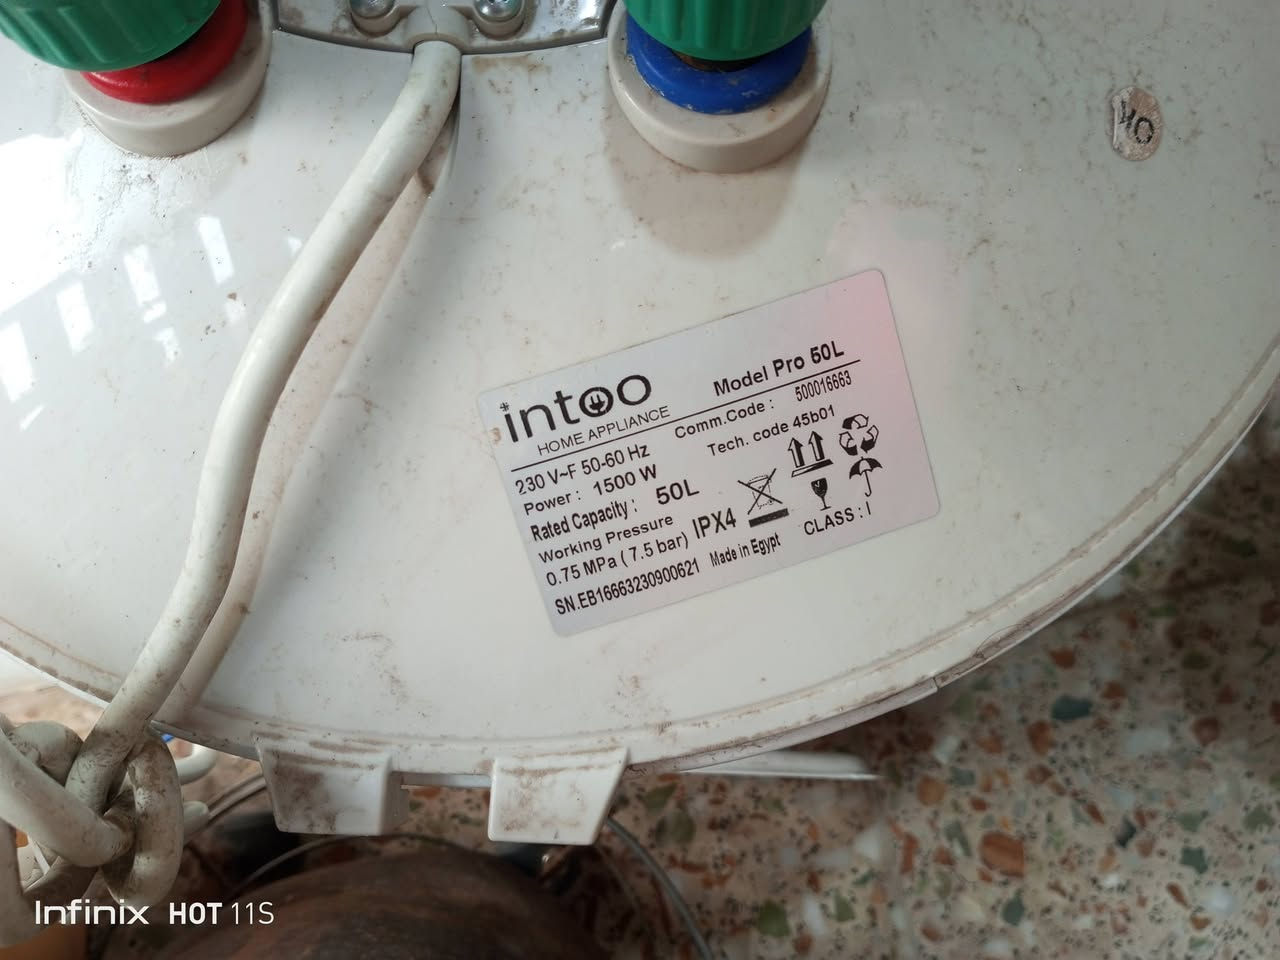 intoo
HOME APPLIANCE
Model Pro 50L
Comm.Code : 500016663
Tech. code 45b01
230 V~F 50-60 Hz
Power : 1500 W
Rated Capacity : 50L
Working Pressure
0.75 MPa ( 7.5 bar) IPX4
CLASS : I
SN.EB16663230900621 Made in Egypt
OK
Infinix HOT 11S